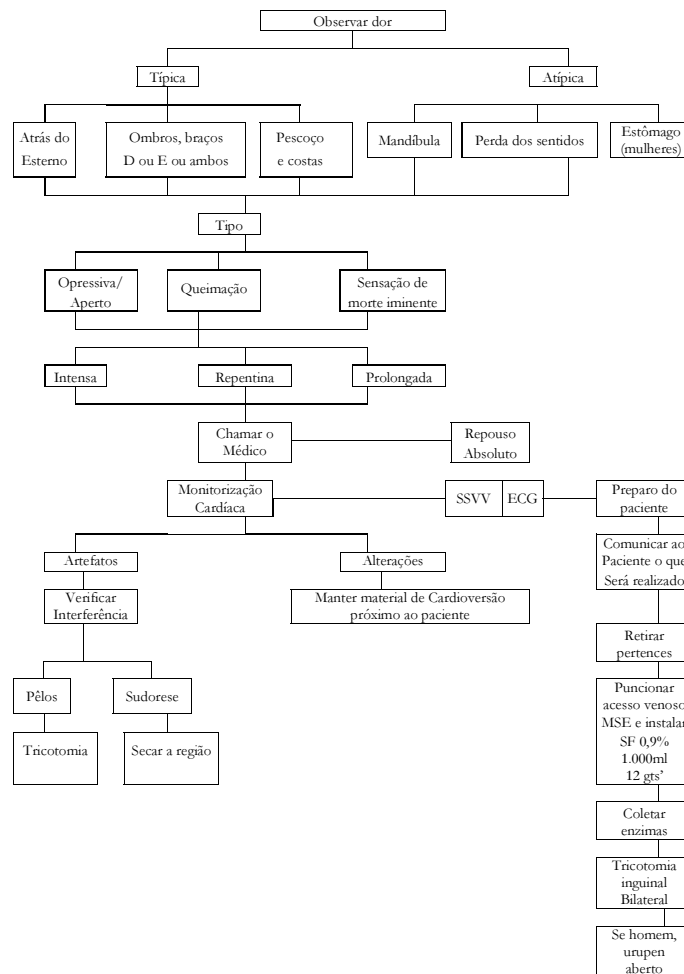 Observar dor
Típica
Atípica
Atrás do
Esterno
Ombros, braços
D ou E ou ambos
Pescoço
e costas
Mandíbula
Perda dos sentidos
Estômago
(mulheres)
Tipo
Opressiva/
Aperto
Queimação
Sensação de
morte iminente
Intensa
Repentina
Prolongada
Chamar o
Médico
Repouso
Absoluto
Monitorização
Cardíaca
SSVV
ECG
Preparo do
paciente
Comunicar ao
Paciente o que
Será realizado
Artefatos
Alterações
Verificar
Interferência
Manter material de Cardioversão
próximo ao paciente
Retirar
pertences
Pêlos
Sudorese
Puncionar
acesso venoso
MSE e instalar
SF 0,9%
1.000ml
12 gts’
Tricotomia
Secar a região
Coletar
enzimas
Tricotomia
inguinal
Bilateral
Se homem,
urupen
aberto